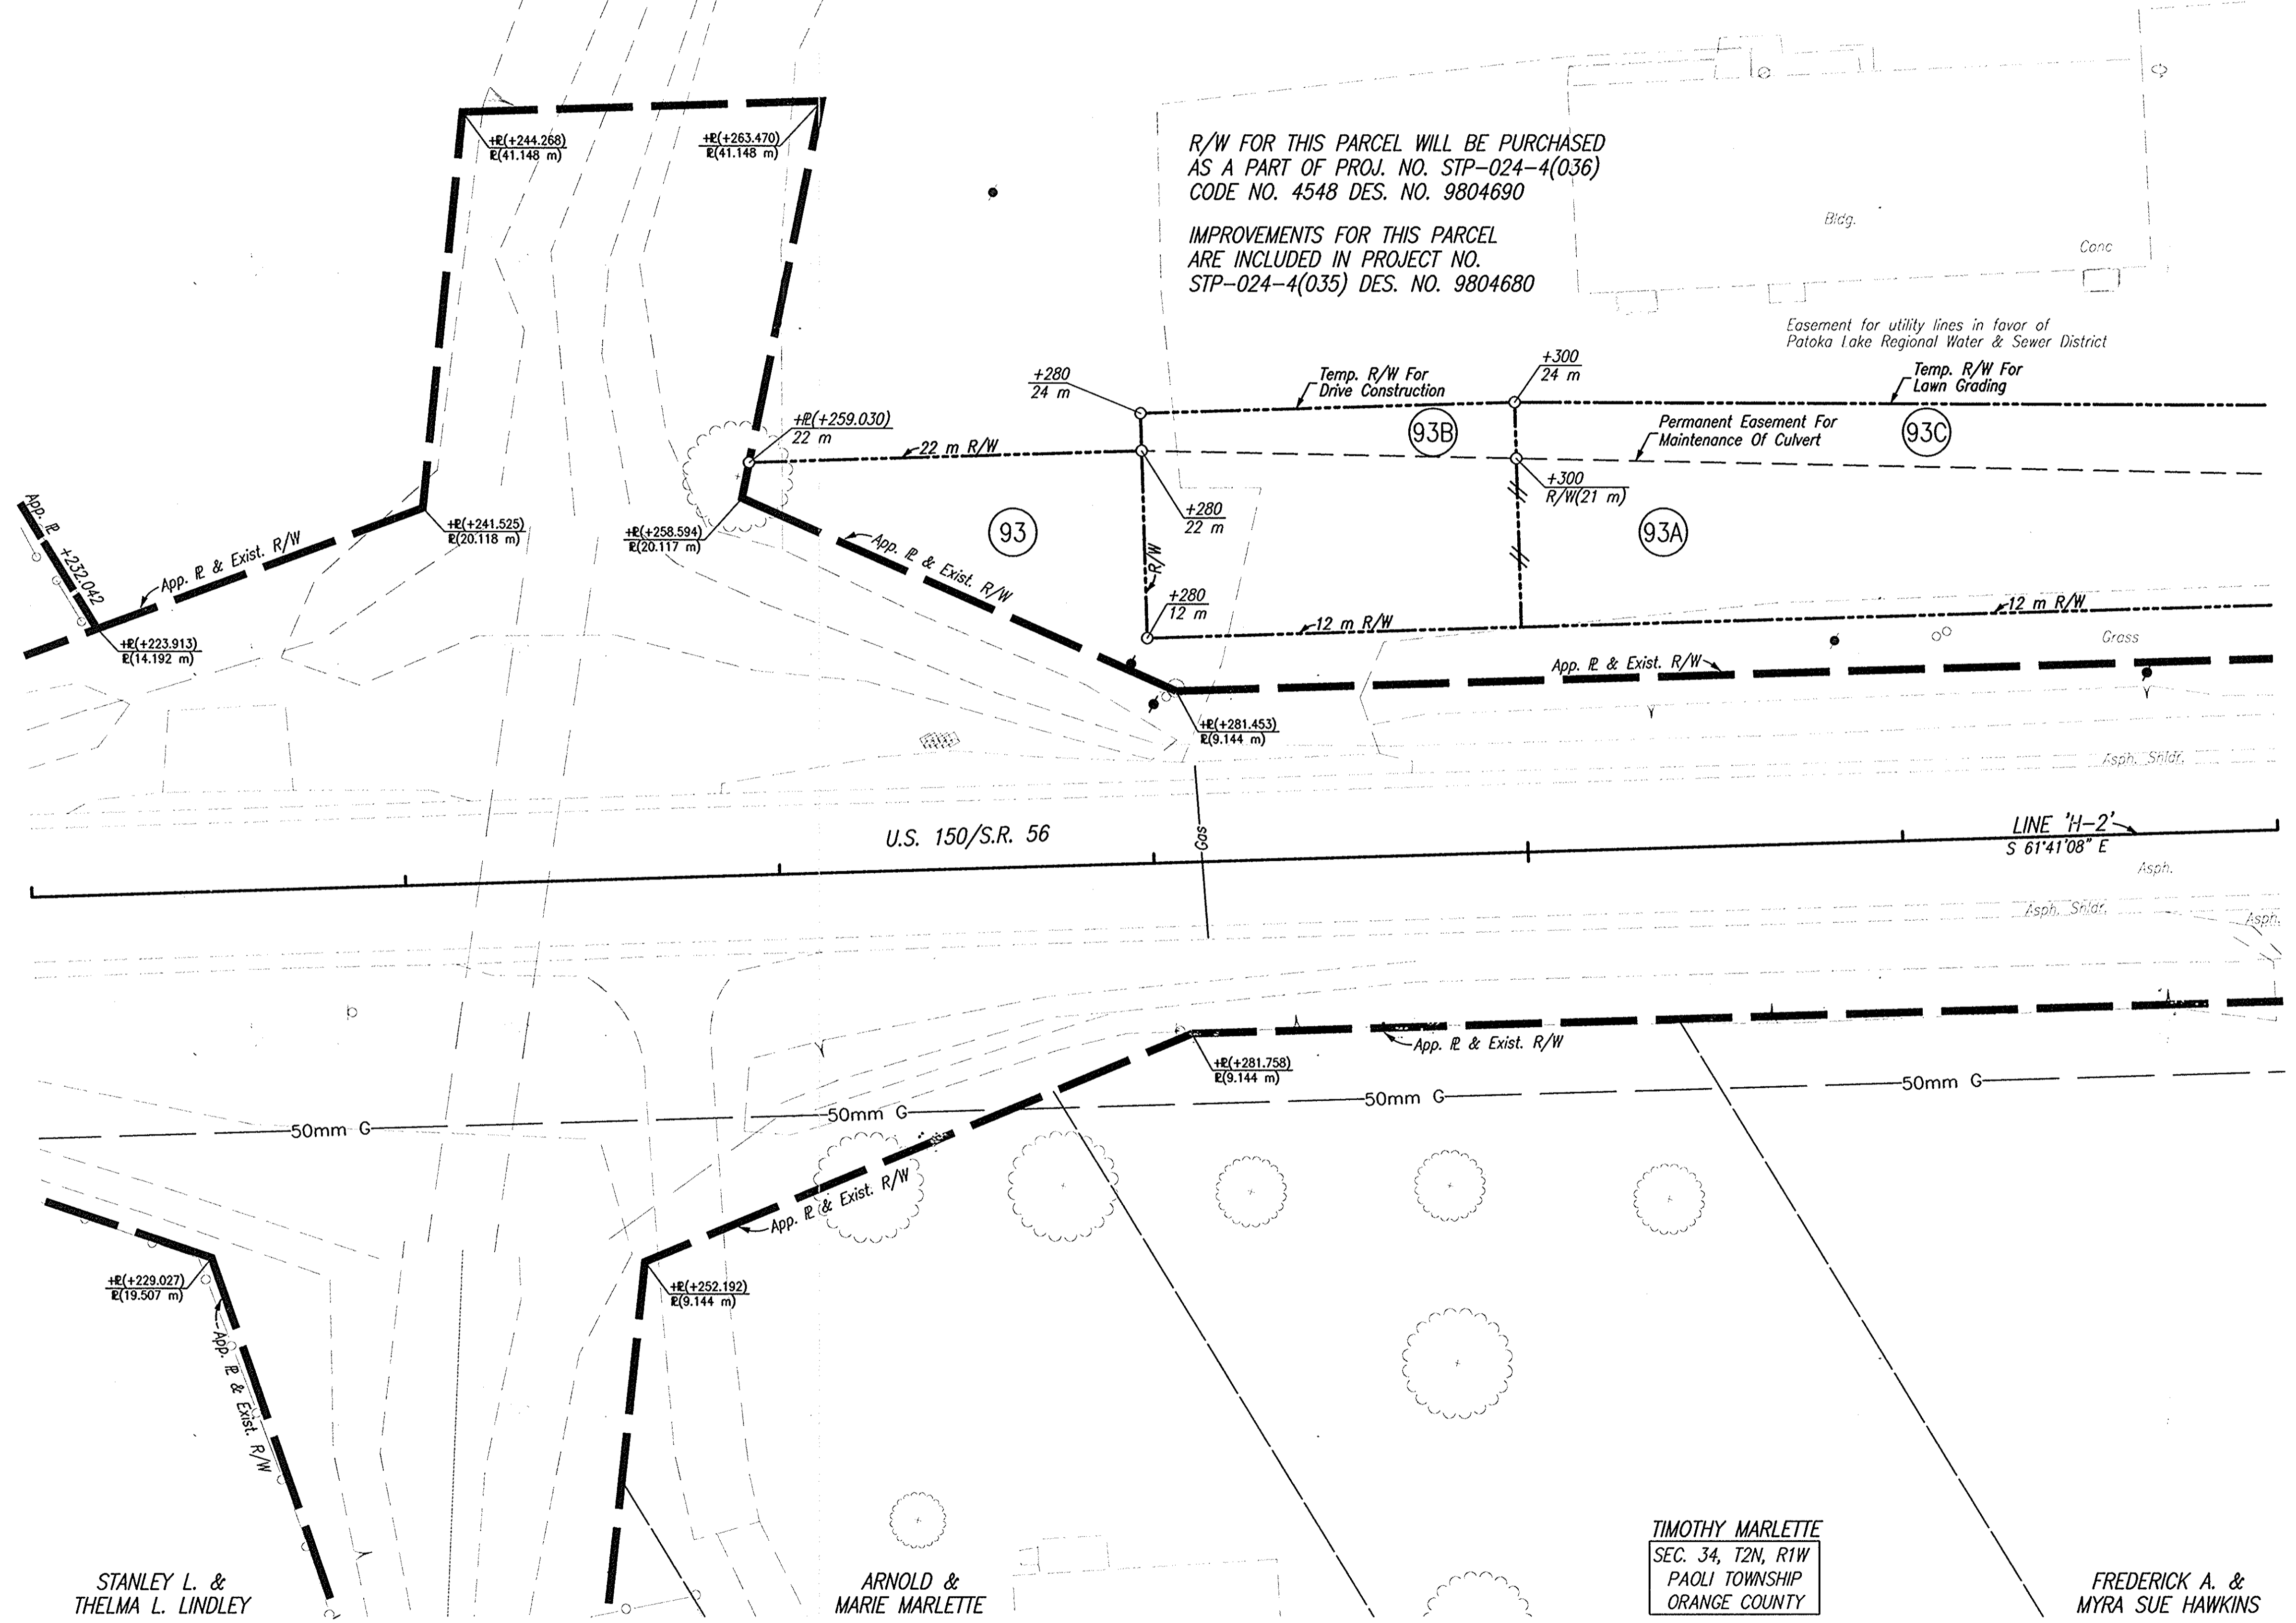 +P(+244.268)
P(41.148 m)
+P(+263.470)
P(41.148 m)
R/W FOR THIS PARCEL WILL BE PURCHASED
AS A PART OF PROJ. NO. STP-024-4(036)
CODE NO. 4548 DES. NO. 9804690
IMPROVEMENTS FOR THIS PARCEL
ARE INCLUDED IN PROJECT NO.
STP-024-4(035) DES. NO. 9804680
Bldg.
Conc
Easement for utility lines in favor of
Patoka Lake Regional Water & Sewer District
+280
24 m
Temp. R/W For
Drive Construction
+300
24 m
Temp. R/W For
Lawn Grading
+P(+259.030)
22 m
22 m R/W
93B
Permanent Easement For
Maintenance Of Culvert
93C
+300
R/W(21 m)
+280
22 m
App. P
+232.042
App. P & Exist. R/W
+P(+241.525)
P(20.118 m)
+P(+258.594)
P(20.117 m)
App. P & Exist. R/W
93
R/W
93A
+280
12 m
12 m R/W
12 m R/W
+P(+223.913)
P(14.192 m)
Grass
App. P & Exist. R/W
+P(+281.453)
P(9.144 m)
Asph. Shldr.
U.S. 150/S.R. 56
Gas
LINE 'H-2'
S 61°41'08" E
Asph.
Asph. Shldr.
Asph.
+P(+281.758)
P(9.144 m)
App. P & Exist. R/W
50mm G
50mm G
50mm G
50mm G
App. P & Exist. R/W
+P(+229.027)
P(19.507 m)
+P(+252.192)
P(9.144 m)
App. P & Exist. R/W
STANLEY L. &
THELMA L. LINDLEY
ARNOLD &
MARIE MARLETTE
TIMOTHY MARLETTE
SEC. 34, T2N, R1W
PAOLI TOWNSHIP
ORANGE COUNTY
FREDERICK A. &
MYRA SUE HAWKINS